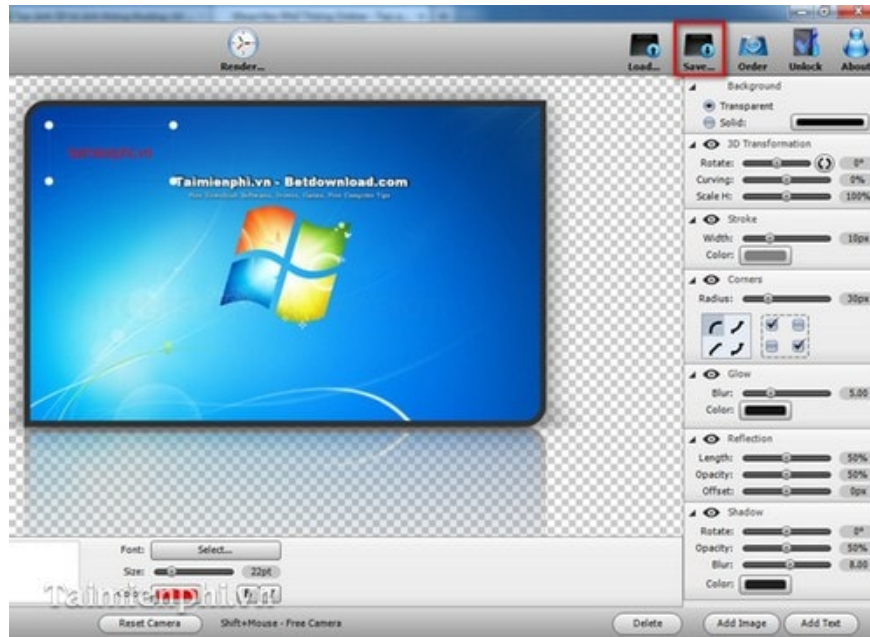 Render...
Load...
Save...
Order
Unlock
About
Background
Transparent
Solid:
3D Transformation
Rotate: 0°
Curving: 0%
Scale H: 100%
Stroke
Width: 10px
Color:
Corners
Radius: 30px
Glow
Blur: 5.00
Color:
Reflection
Length: 50%
Opacity: 50%
Offset: 0px
Shadow
Rotate: 0°
Opacity: 50%
Blur: 8.00
Color:
Taimienphi.vn - Betdownload.com
Font: Select...
Size: 22pt
Taimienphi.vn
Reset Camera
Shift+Mouse - Free Camera
Delete
Add Image
Add Text